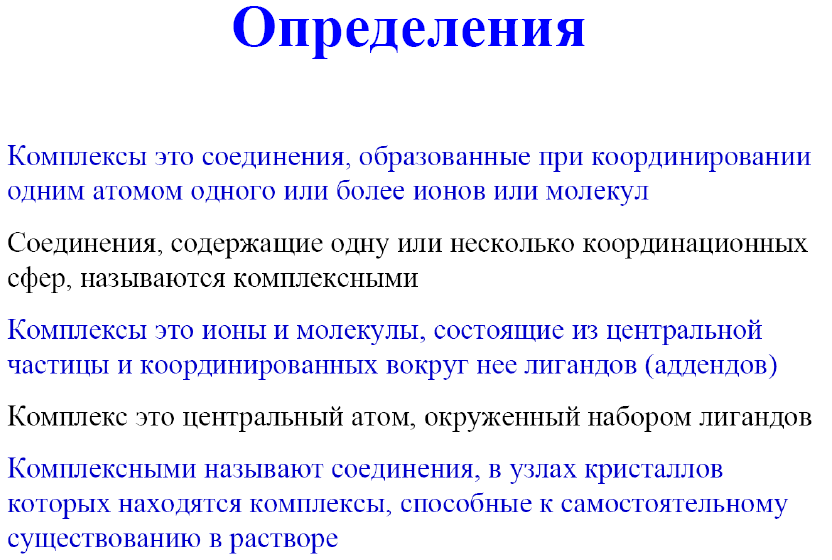 Определения
Комплексы это соединения, образованные при координировании
одним атомом одного или более ионов или молекул
Соединения, содержащие одну или несколько координационных
сфер, называются комплексными
Комплексы это ионы и молекулы, состоящие из центральной
частицы и координированных вокруг нее лигандов (аддендов)
Комплекс это центральный атом, окруженный набором лигандов
Комплексными называют соединения, в узлах кристаллов
которых находятся комплексы, способные к самостоятельному
существованию в растворе